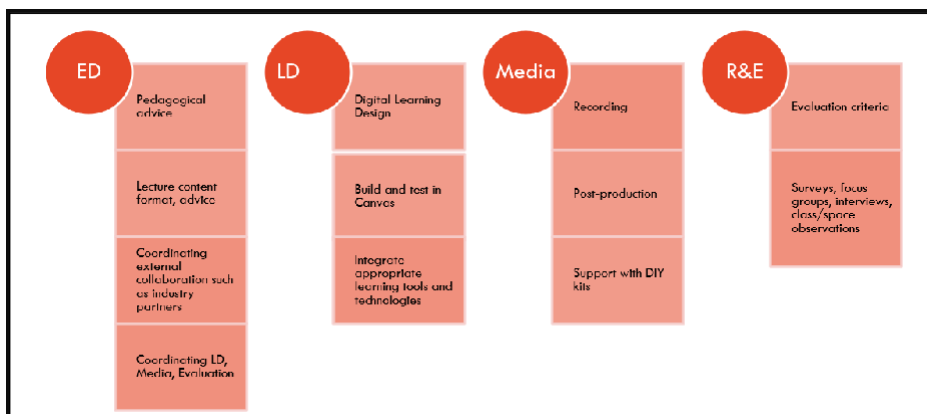 ED
Pedagogical
advice
Lecture content
format, advice
Coordinating
external
collaboration such
as industry
partners
Coordinating LD,
Media, Evaluation
LD
Digital Learning
Design
Build and test in
Canvas
Integrate
appropriate
learning tools and
technologies
Media
Recording
Post-production
Support with DIY
kits
R&E
Evaluation criteria
Surveys, focus
groups, interviews,
class/space
observations